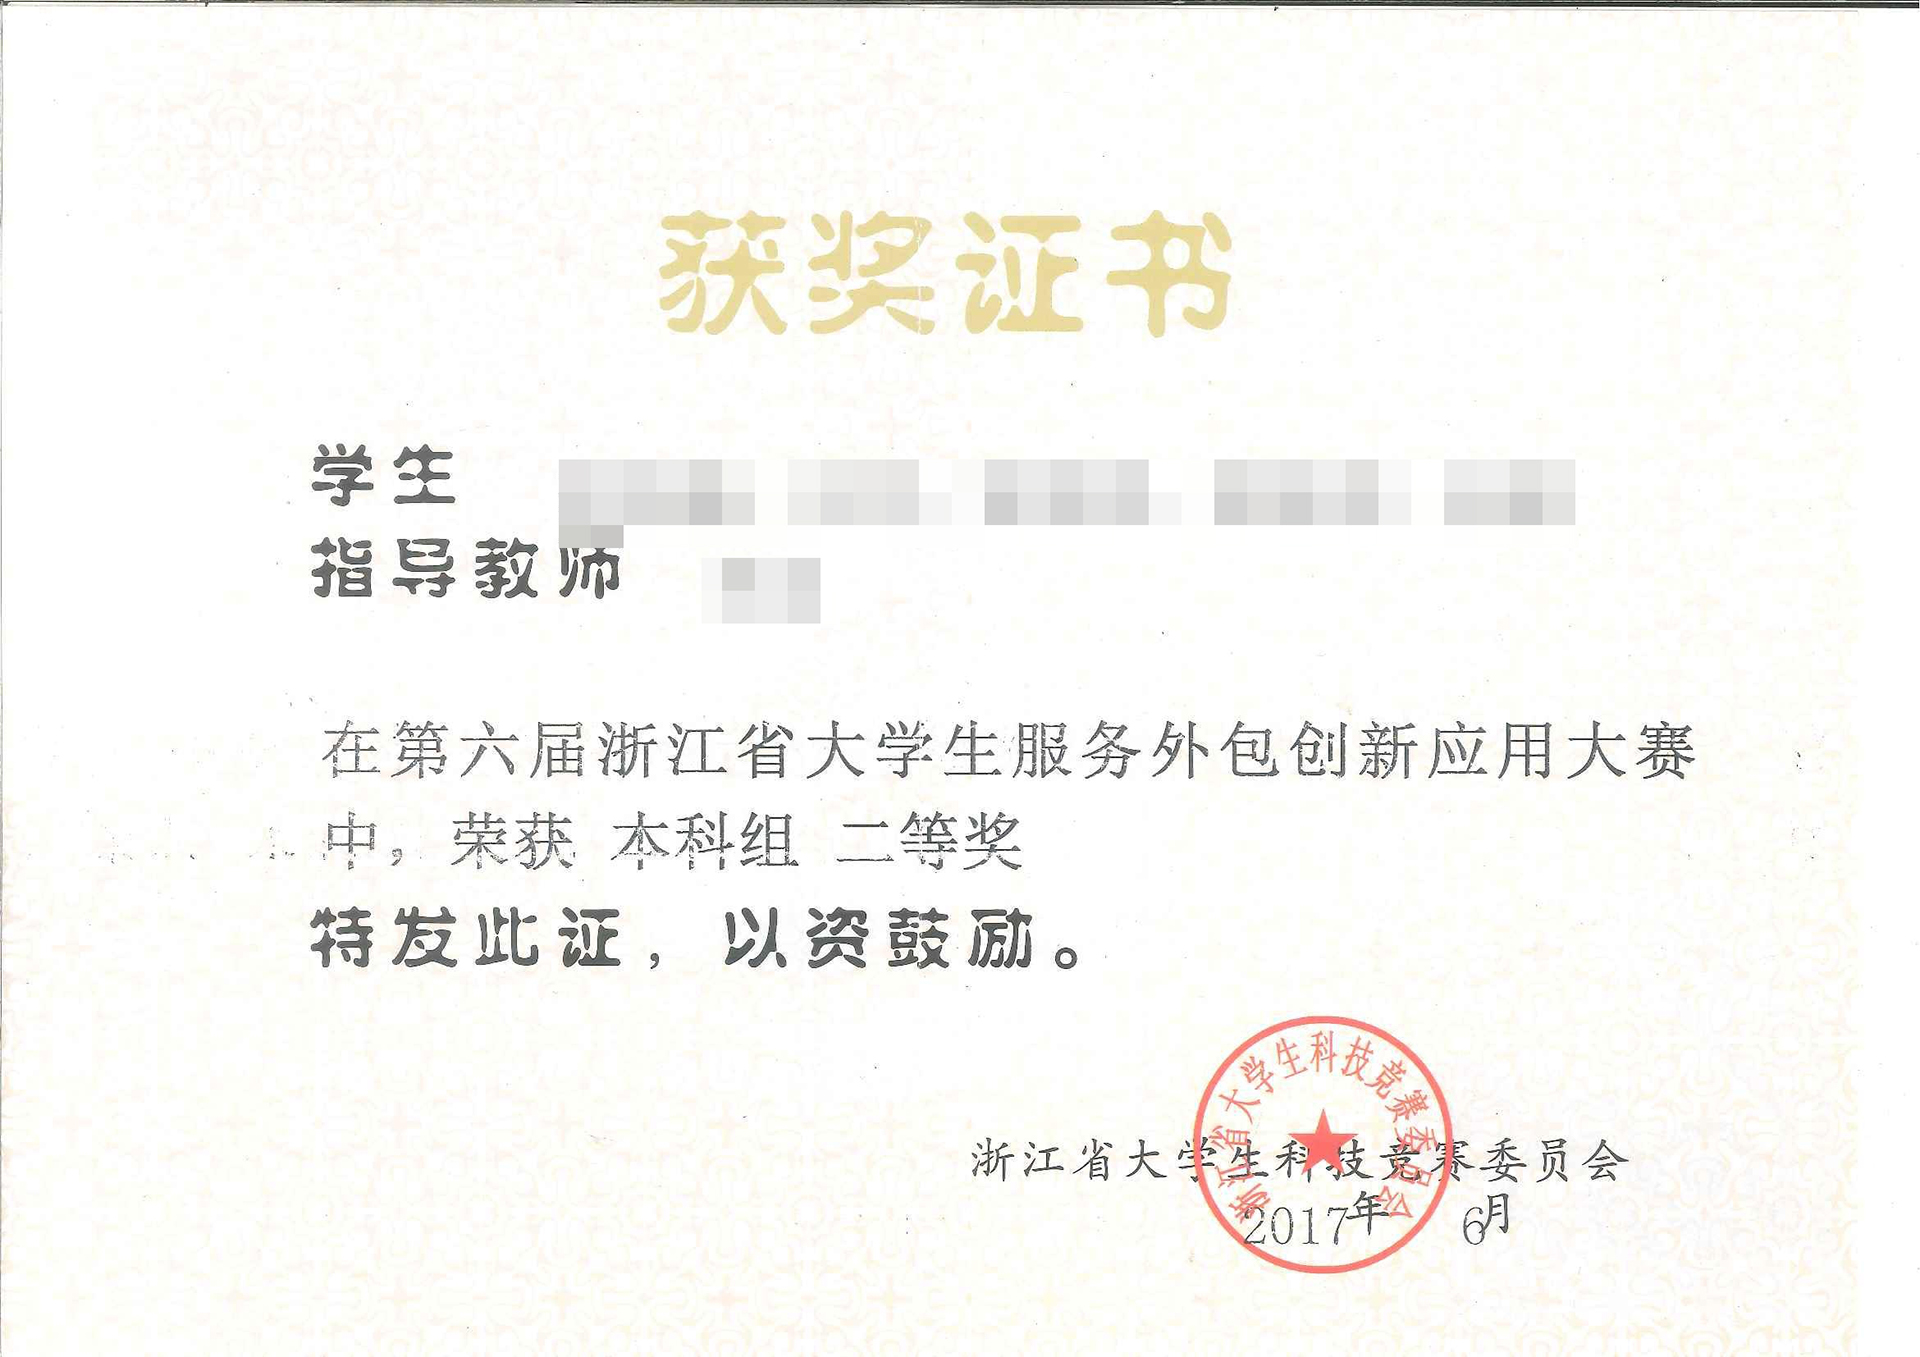 获奖证书
学生
指导教师
在第六届浙江省大学生服务外包创新应用大赛
中，荣获 本科组 二等奖
特发此证，以资鼓励。
浙江省大学生科技竞赛委员会
浙江省大学生科技竞赛委员会
2017年 6月